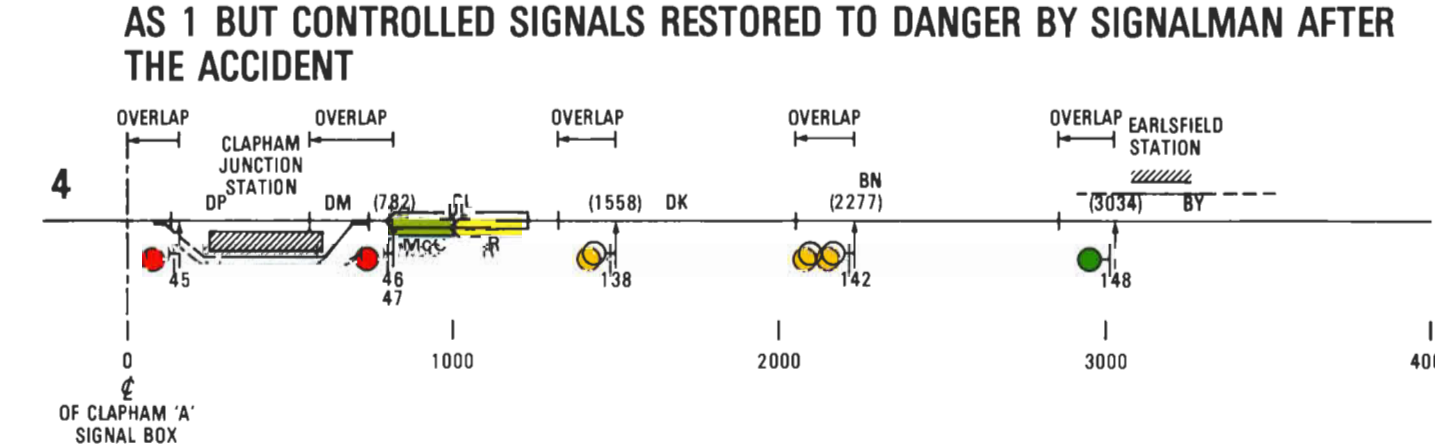 AS 1 BUT CONTROLLED SIGNALS RESTORED TO DANGER BY SIGNALMAN AFTER
THE ACCIDENT
OVERLAP OVERLAP OVERLAP OVERLAP OVERLAP
EARLSFIELD
STATION
CLAPHAM
JUNCTION
STATION
4
BN
DP DM (782) (1558) DK (2277) (3034) BY
R
45 46 138 142 148
47
0 1000 2000 3000
℄
OF CLAPHAM 'A'
SIGNAL BOX